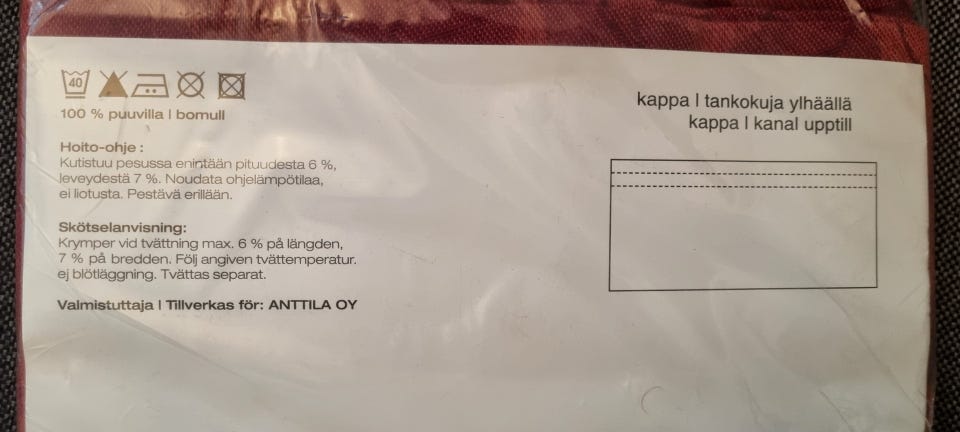 40
100 % puuvilla I bomull
Hoito-ohje :
Kutistuu pesussa enintään pituudesta 6 %,
leveydestä 7 %. Noudata ohjelämpötilaa,
ei liotusta. Pestävä erillään.
Skötselanvisning:
Krymper vid tvättning max. 6 % på längden,
7 % på bredden. Följ angiven tvättemperatur.
ej blötläggning. Tvättas separat.
Valmistuttaja I Tillverkas för: ANTTILA OY
kappa I tankokuja ylhäällä
kappa I kanal upptill